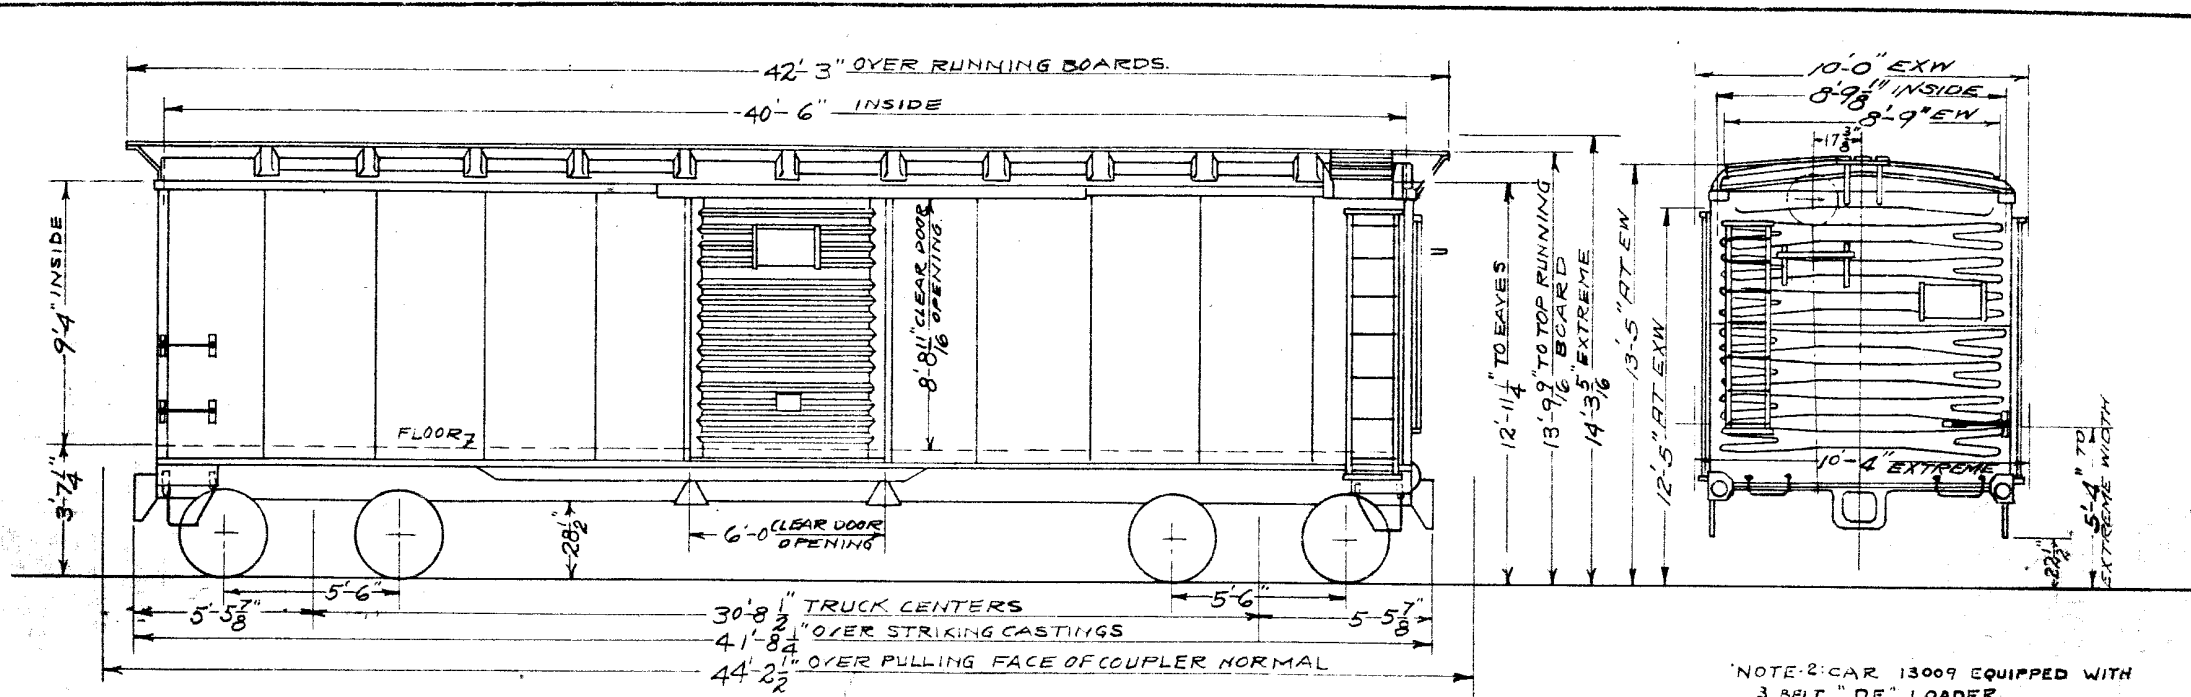 42'-3" OVER RUNNING BOARDS.
40'-6" INSIDE
9'-4" INSIDE
3'-7 1/4"
FLOOR
8'-8 11/16" CLEAR DOOR
OPENING
28 1/2"
6'-0 CLEAR DOOR
OPENING
5'-6"
5'-6"
5'-5 7/8"
5-5 7/8"
30'-8 1/2" TRUCK CENTERS
41'-8 1/4" OVER STRIKING CASTINGS
44'-2 1/2" OVER PULLING FACE OF COUPLER NORMAL
12'-11 1/4" TO EAVES
13'-9 9/16" TO TOP RUNNING
BOARD
14'-3 5/16" EXTREME
13'-5" AT EW
12'-5" AT EXW
10'-0" EXW
8'-9 1/8" INSIDE
8'-9" EW
17 3/8"
10'-4" EXTREME
22 1/2"
5'-4" TO
EXTREME WIDTH
NOTE-2: CAR 13009 EQUIPPED WITH
3 BELT "DF" LOADER.